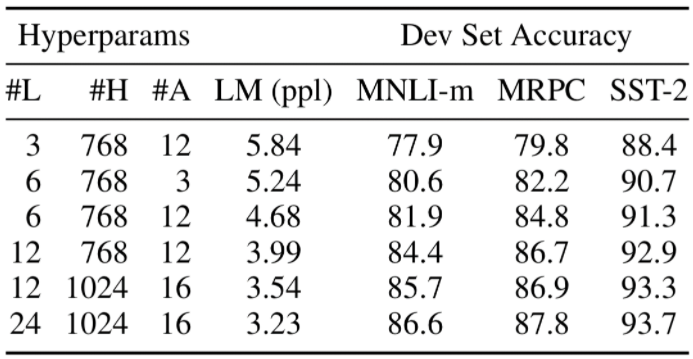 Hyperparams Dev Set Accuracy
#L #H #A LM (ppl) MNLI-m MRPC SST-2
3 768 12 5.84 77.9 79.8 88.4
6 768 3 5.24 80.6 82.2 90.7
6 768 12 4.68 81.9 84.8 91.3
12 768 12 3.99 84.4 86.7 92.9
12 1024 16 3.54 85.7 86.9 93.3
24 1024 16 3.23 86.6 87.8 93.7